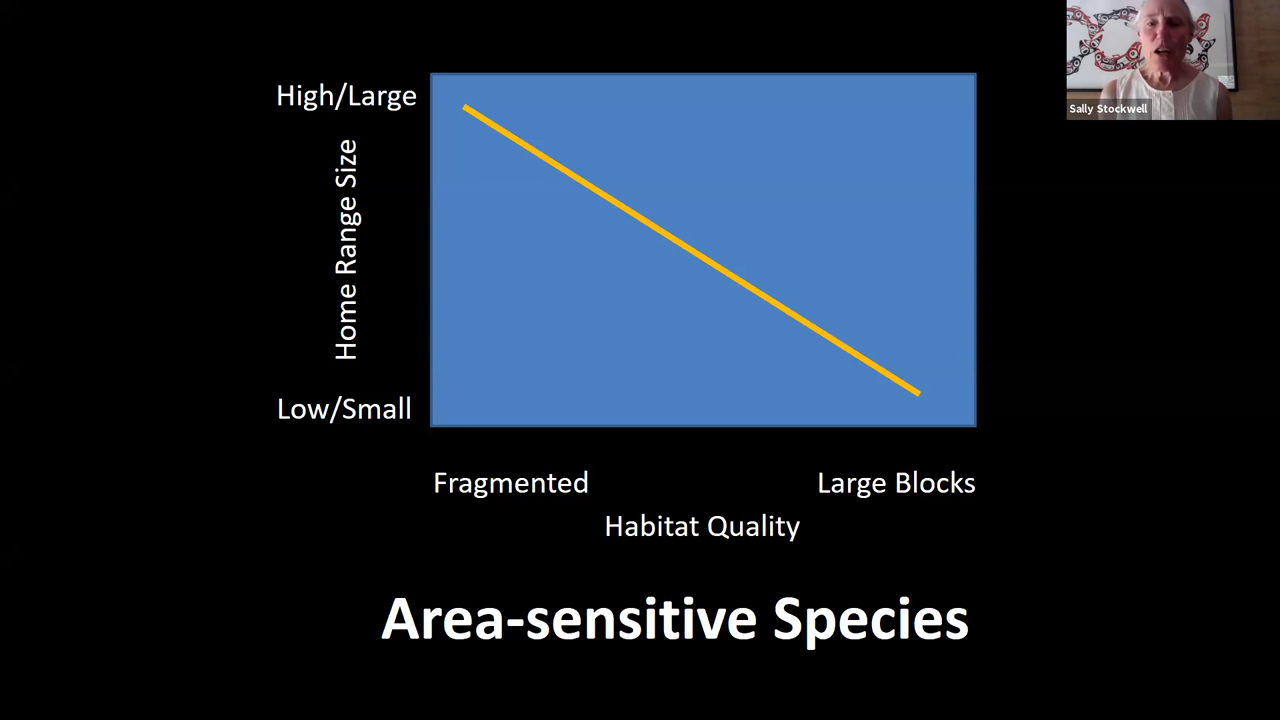 Sally Stockwell
High/Large
Home Range Size
Low/Small
Fragmented
Large Blocks
Habitat Quality
Area-sensitive Species